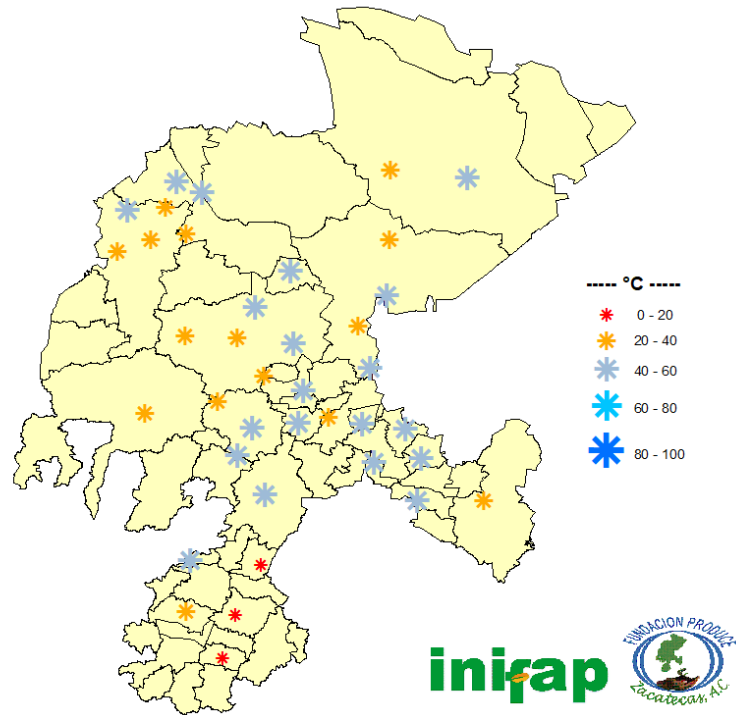 ----- °C -----
0 - 20
20 - 40
40 - 60
60 - 80
80 - 100
inifap
FUNDACION PRODUCE
Zacatecas, A.C.